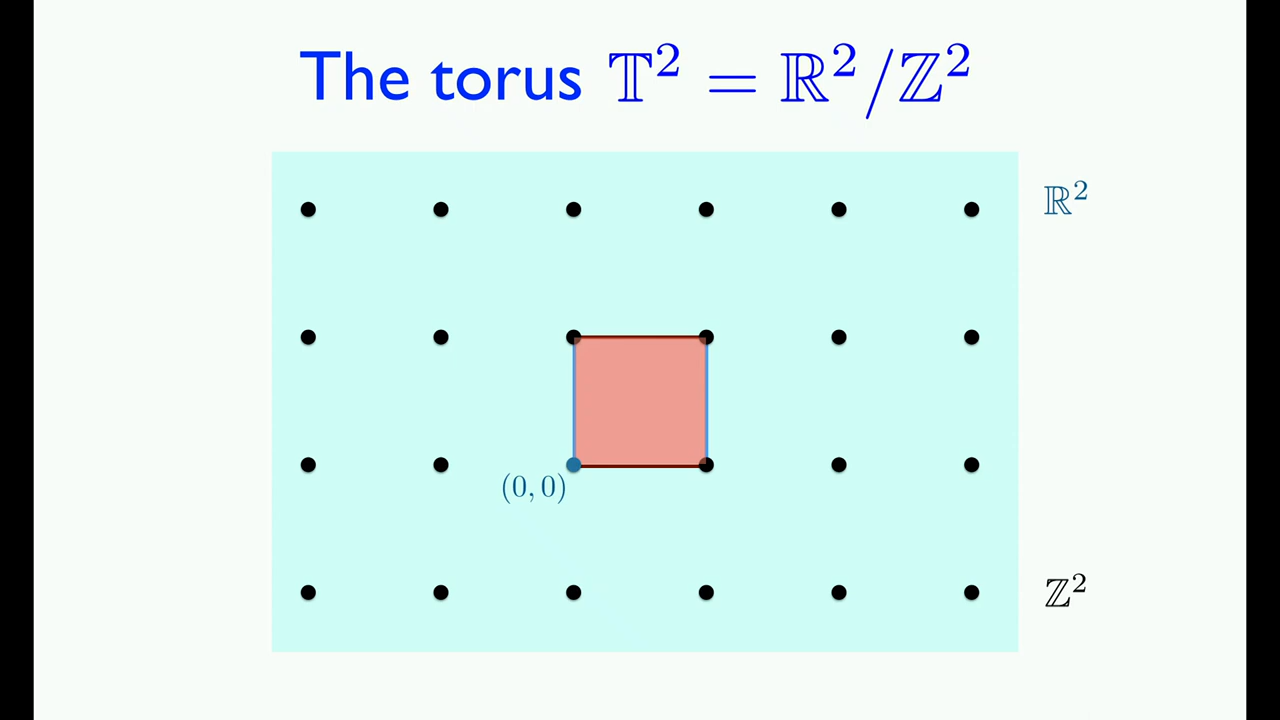 The torus 𝕋² = ℝ²/ℤ²
ℝ²
(0, 0)
ℤ²